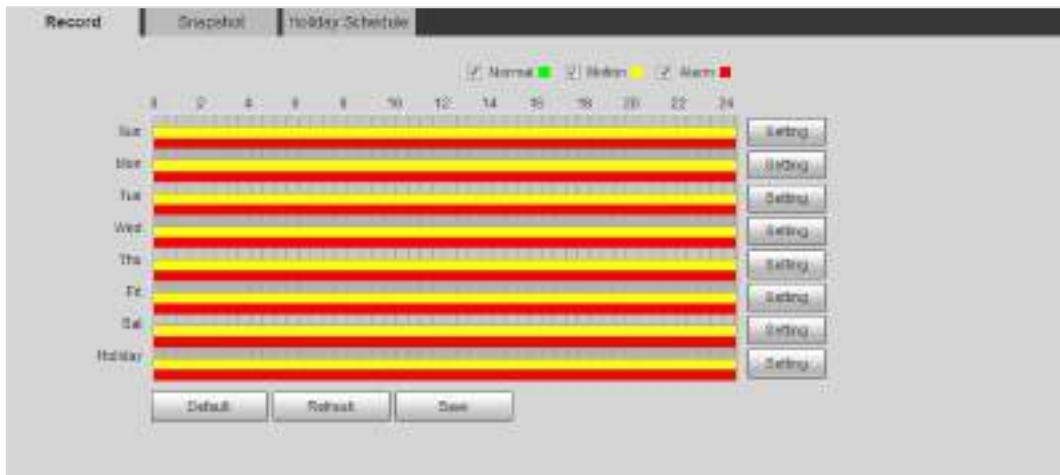 Record Snapshot Holiday Schedule
Normal Motion Alarm
0 2 4 6 8 10 12 14 16 18 20 22 24
Sun Setting
Mon Setting
Tue Setting
Wed Setting
Thu Setting
Fri Setting
Sat Setting
Holiday Setting
Default Refresh Save